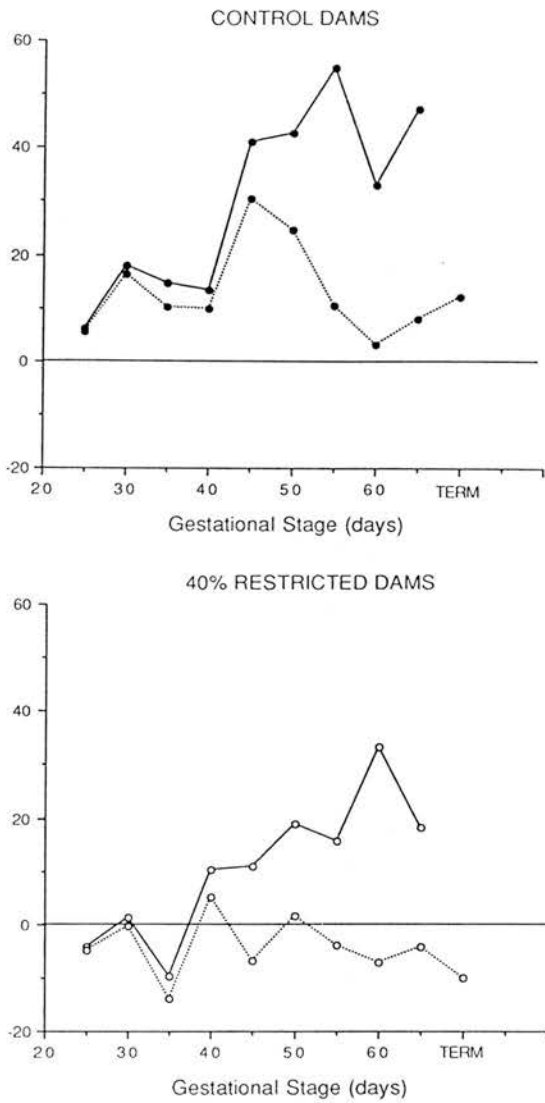 CONTROL DAMS
60
40
20
0
-20
20 30 40 50 60 TERM
Gestational Stage (days)
40% RESTRICTED DAMS
60
40
20
0
-20
20 30 40 50 60 TERM
Gestational Stage (days)